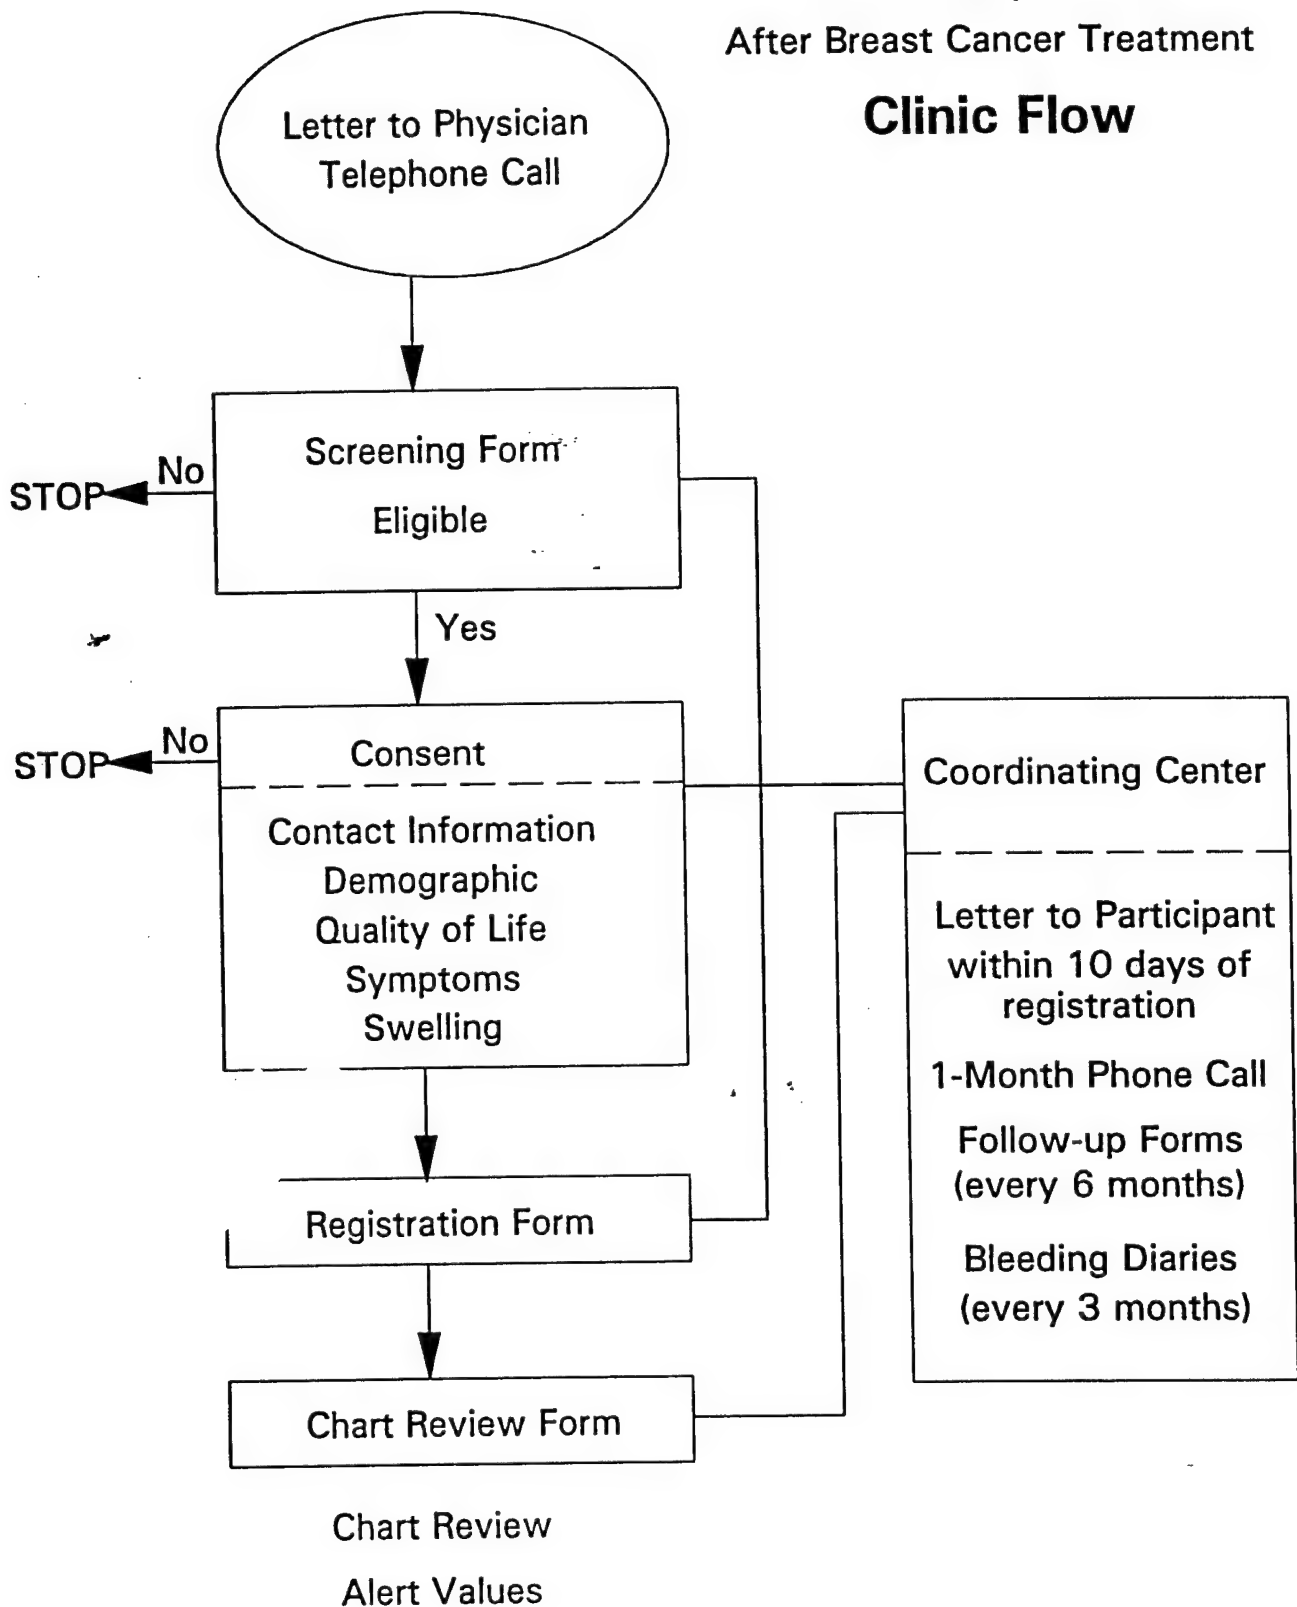 After Breast Cancer Treatment
Clinic Flow
Letter to Physician
Telephone Call
Screening Form
Eligible
No
STOP
Yes
Consent
No
STOP
Contact Information
Demographic
Quality of Life
Symptoms
Swelling
Registration Form
Chart Review Form
Chart Review
Alert Values
Coordinating Center
Letter to Participant
within 10 days of
registration
1-Month Phone Call
Follow-up Forms
(every 6 months)
Bleeding Diaries
(every 3 months)